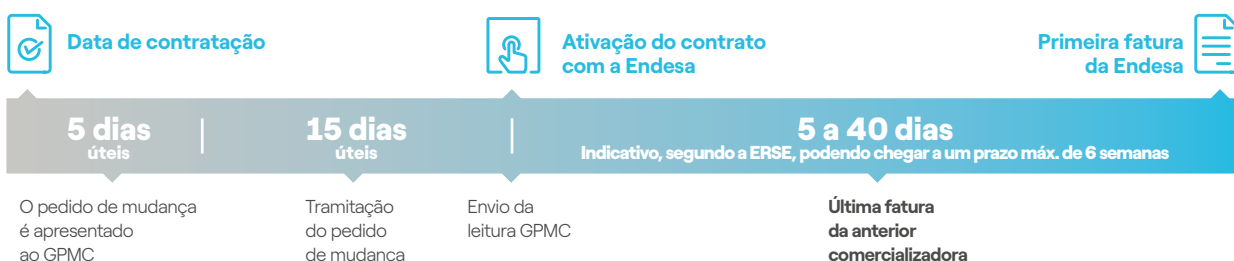 Data de contratação
Ativação do contrato
com a Endesa
Primeira fatura
da Endesa
5 dias
úteis
15 dias
úteis
5 a 40 dias
Indicativo, segundo a ERSE, podendo chegar a um prazo máx. de 6 semanas
O pedido de mudança
é apresentado
ao GPMC
Tramitação
do pedido
de mudança
Envio da
leitura GPMC
Última fatura
da anterior
comercializadora